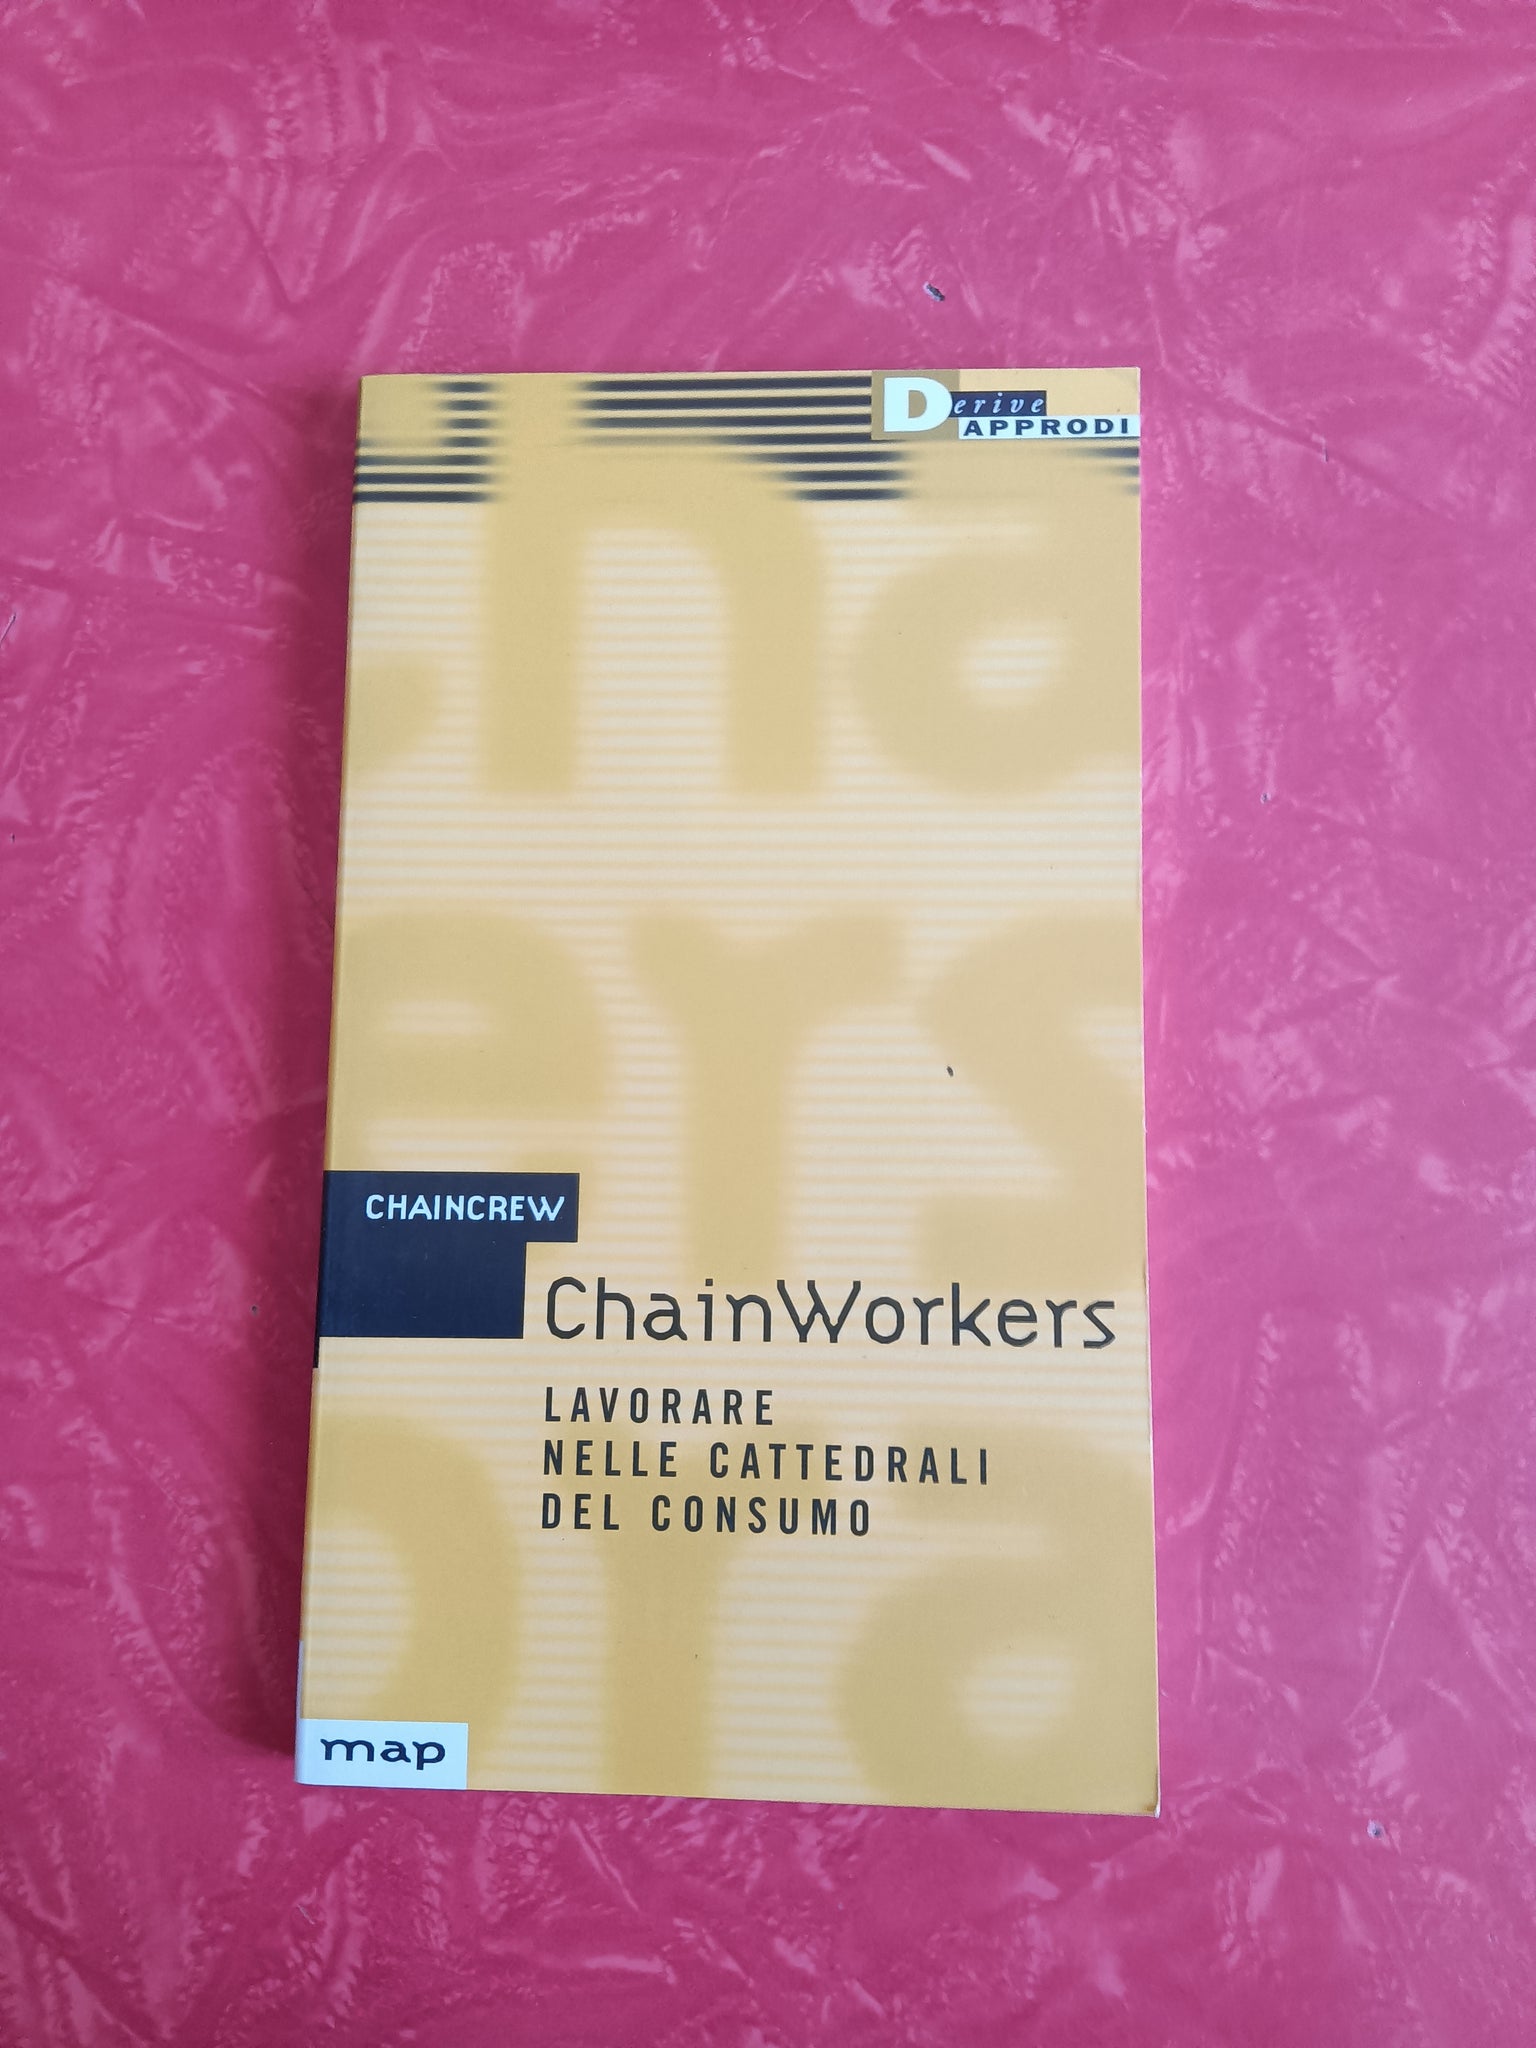 Derive
APPRODI
CHAINCREW
ChainWorkers
LAVORARE
NELLE CATTEDRALI
DEL CONSUMO
map